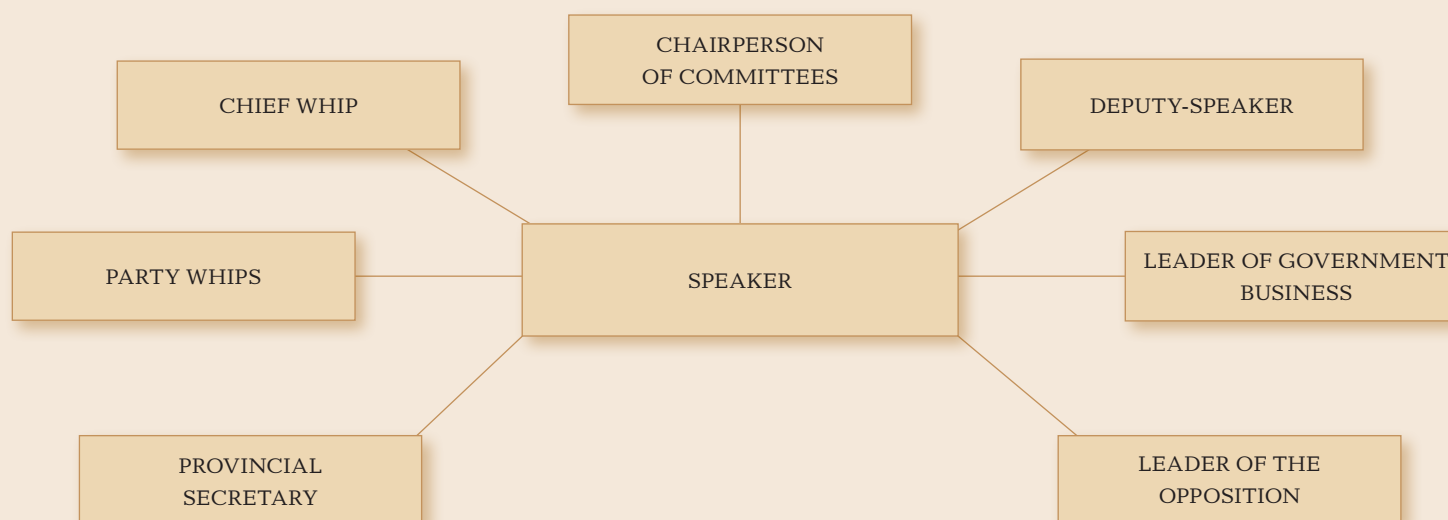 CHAIRPERSON
OF COMMITTEES
CHIEF WHIP
DEPUTY-SPEAKER
PARTY WHIPS
SPEAKER
LEADER OF GOVERNMENT
BUSINESS
PROVINCIAL
SECRETARY
LEADER OF THE
OPPOSITION